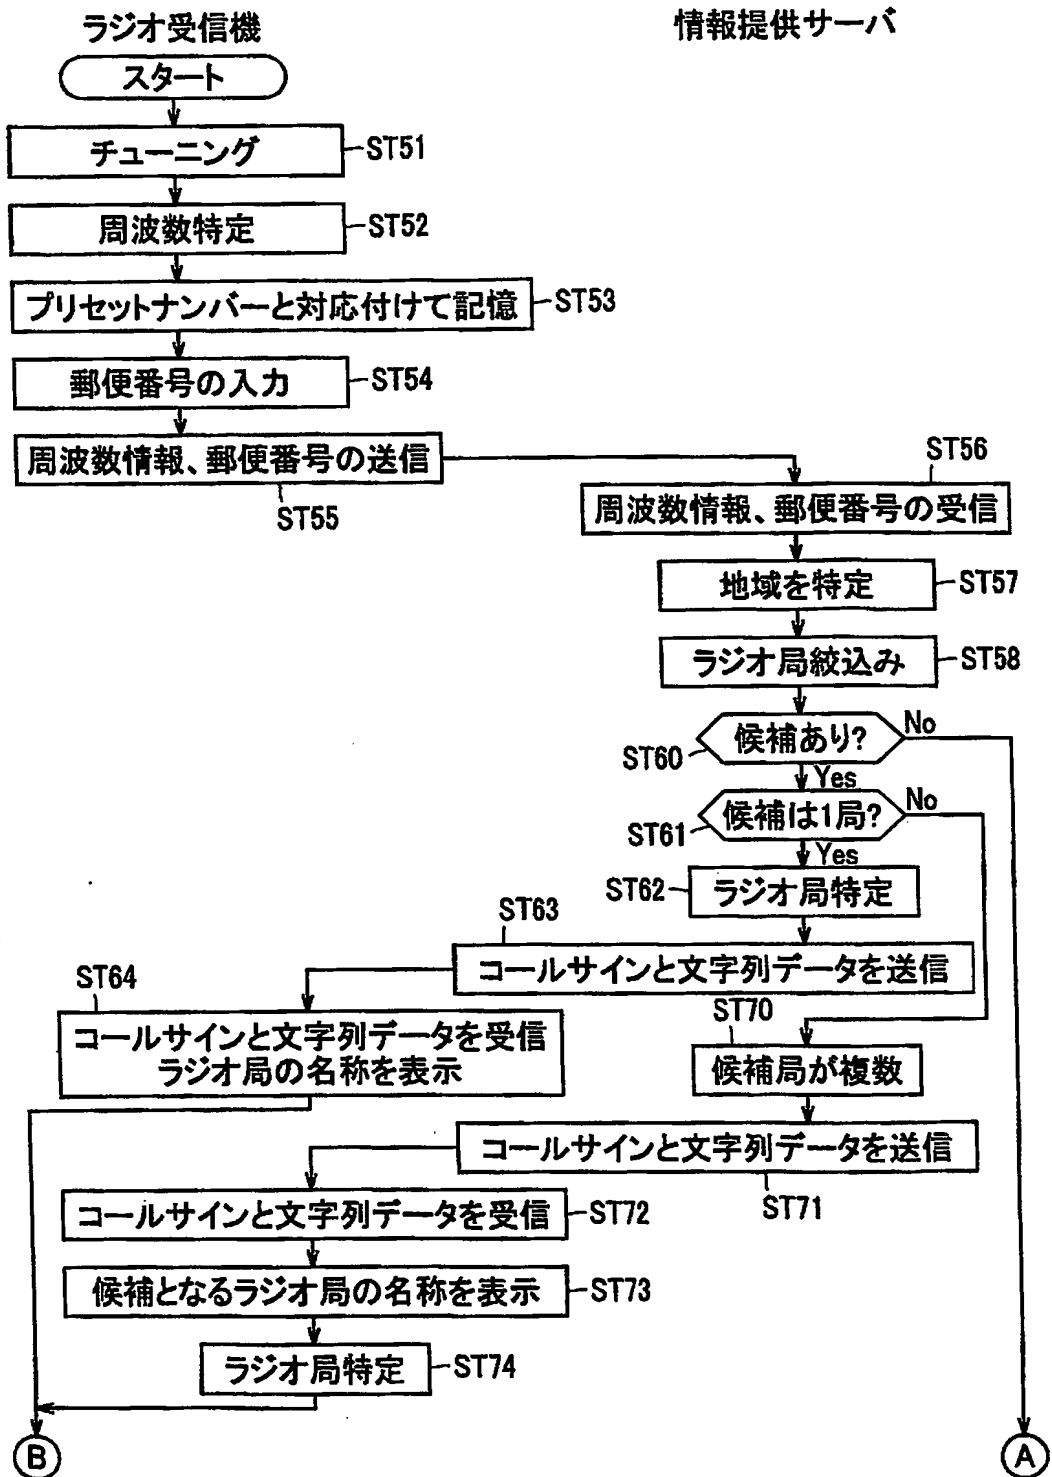 ラジオ受信機
情報提供サーバ
スタート
チューニング
ST51
周波数特定
ST52
プリセットナンバーと対応付けて記憶
ST53
郵便番号の入力
ST54
周波数情報、郵便番号の送信
ST55
ST56
周波数情報、郵便番号の受信
地域を特定
ST57
ラジオ局絞込み
ST58
候補あり?
No
ST60
Yes
候補は1局?
No
ST61
Yes
ST62
ラジオ局特定
ST63
コールサインと文字列データを送信
ST64
コールサインと文字列データを受信
ラジオ局の名称を表示
ST70
候補局が複数
コールサインと文字列データを送信
ST71
コールサインと文字列データを受信
ST72
候補となるラジオ局の名称を表示
ST73
ラジオ局特定
ST74
B
A